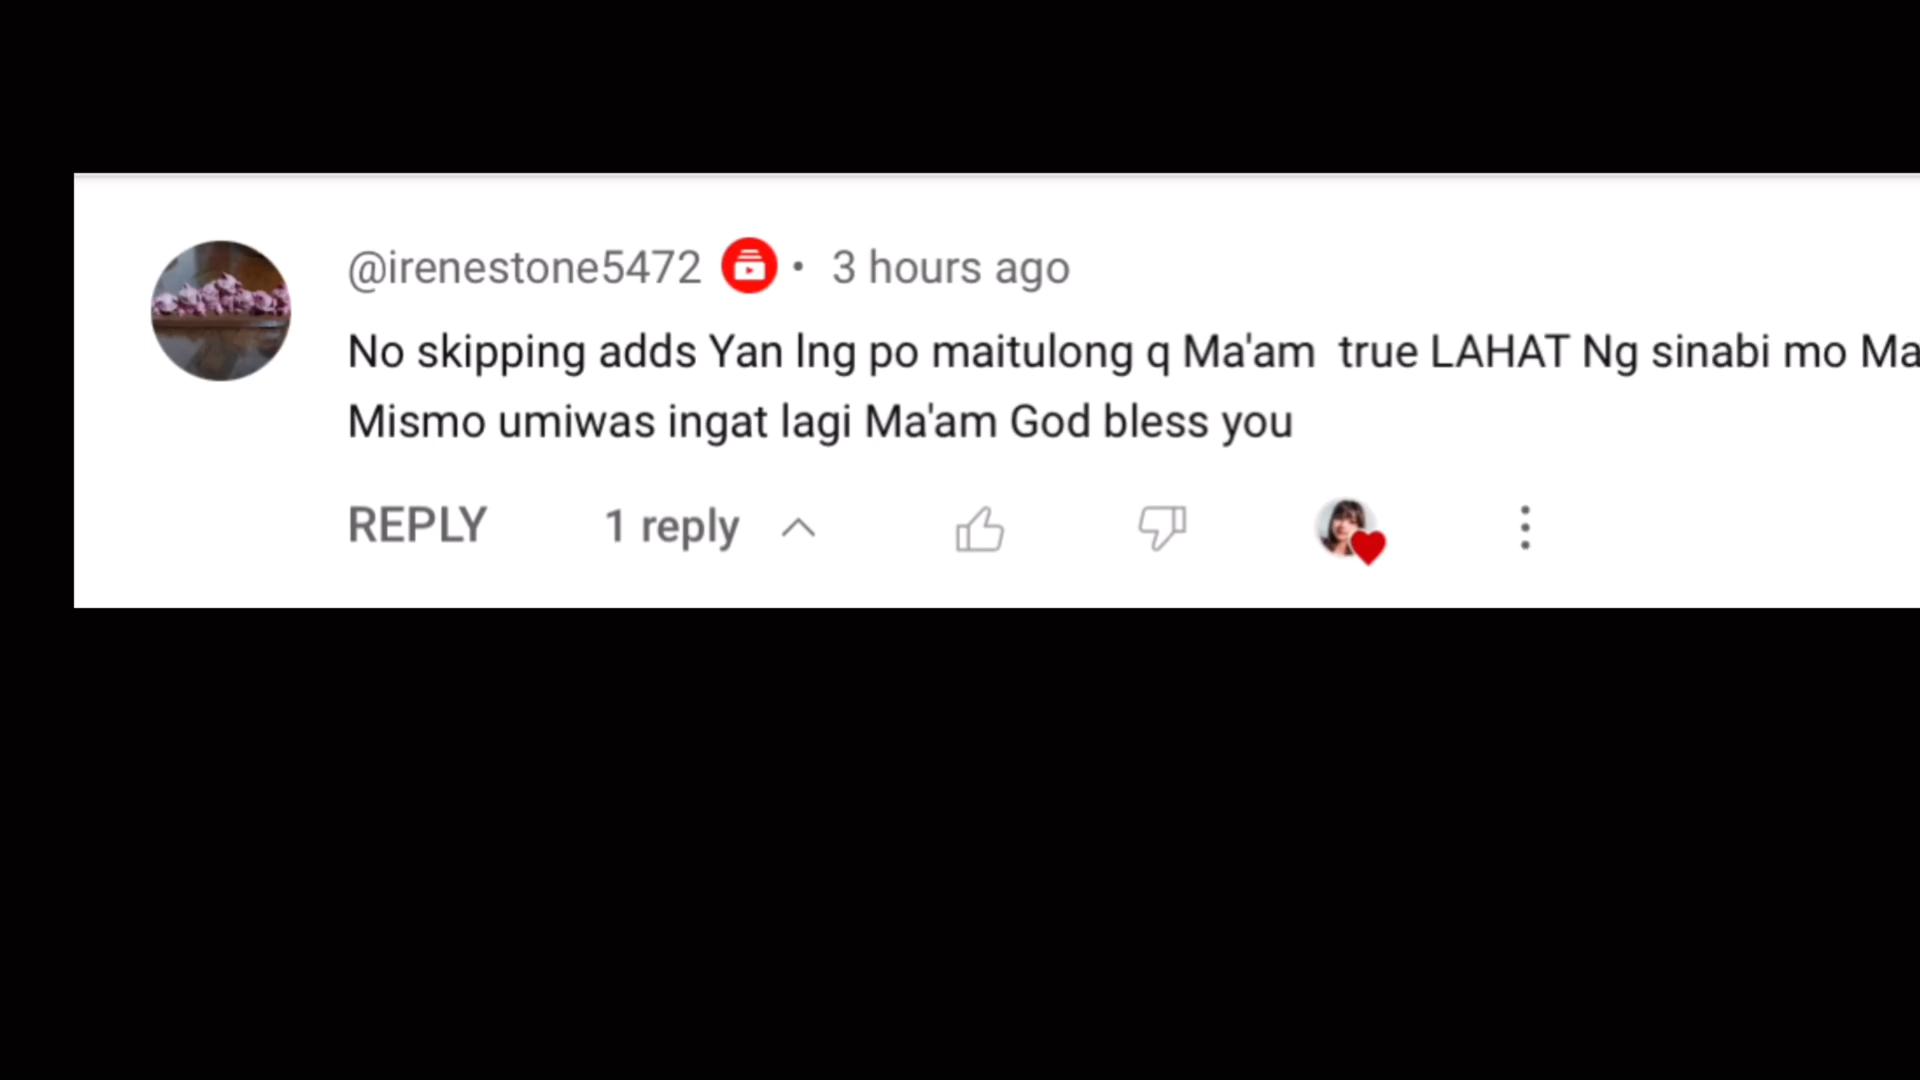 @irenestone5472 • 3 hours ago
No skipping adds Yan lng po maitulong q Ma'am true LAHAT Ng sinabi mo Ma
Mismo umiwas ingat lagi Ma'am God bless you
REPLY 1 reply